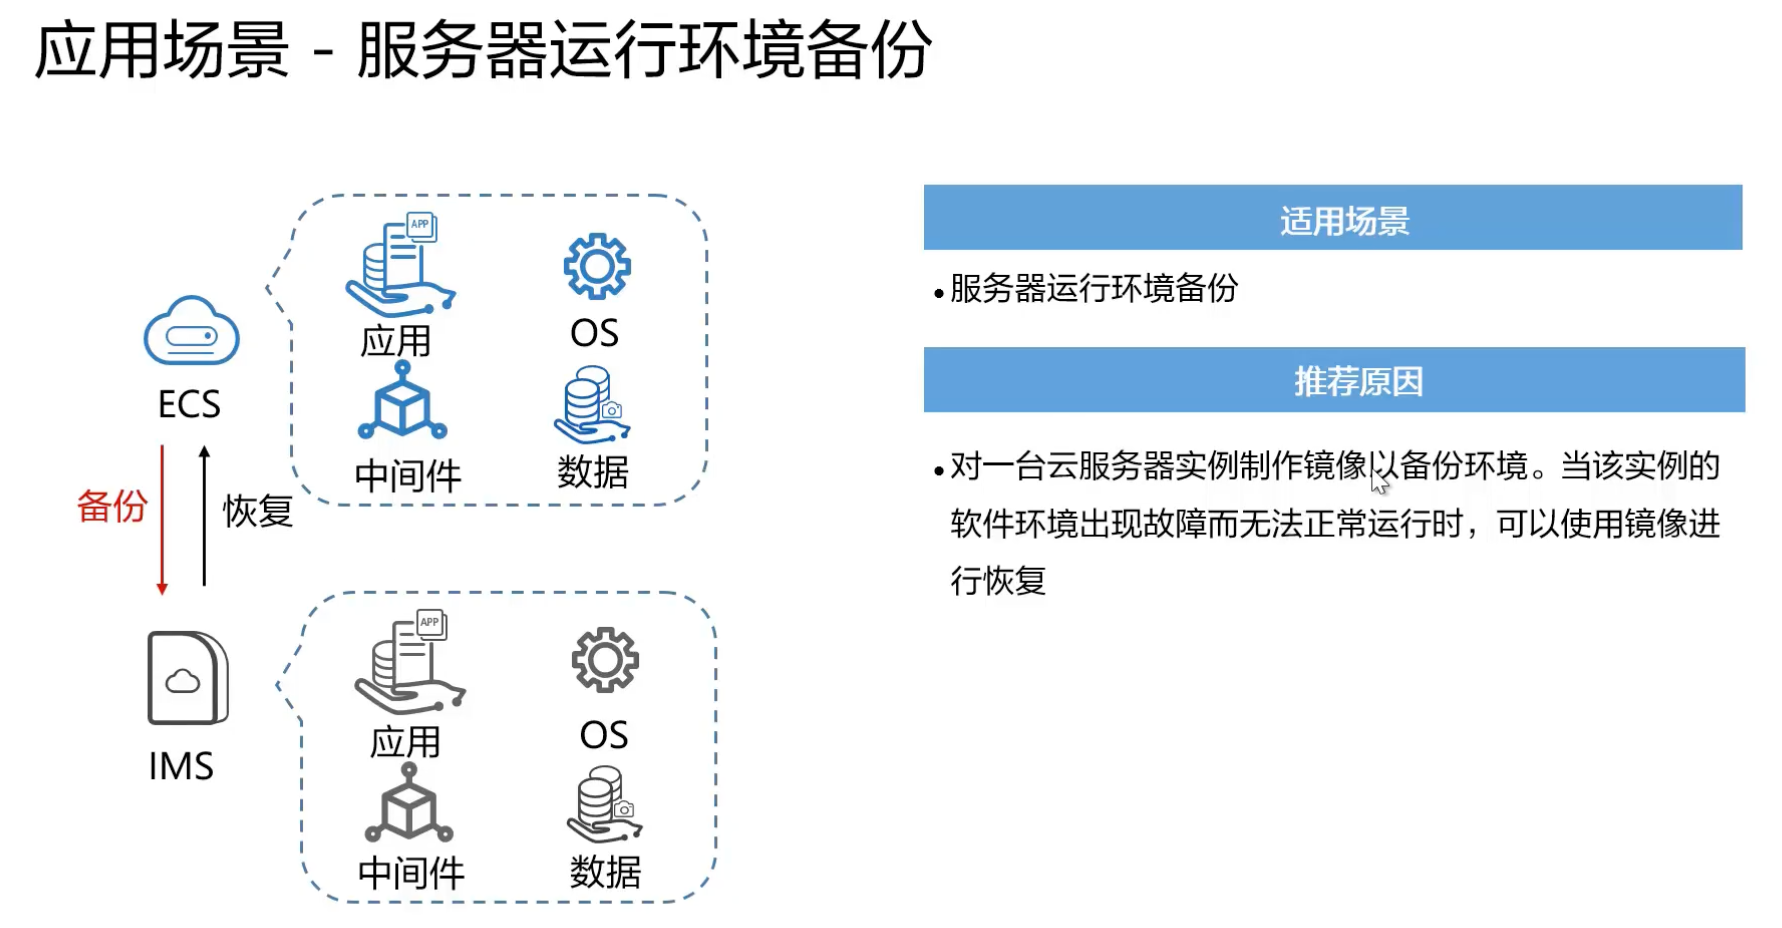 应用场景 - 服务器运行环境备份
APP
应用
OS
中间件
数据
ECS
备份
恢复
IMS
APP
应用
OS
中间件
数据
适用场景
•服务器运行环境备份
推荐原因
•对一台云服务器实例制作镜像以备份环境。当该实例的
软件环境出现故障而无法正常运行时，可以使用镜像进
行恢复